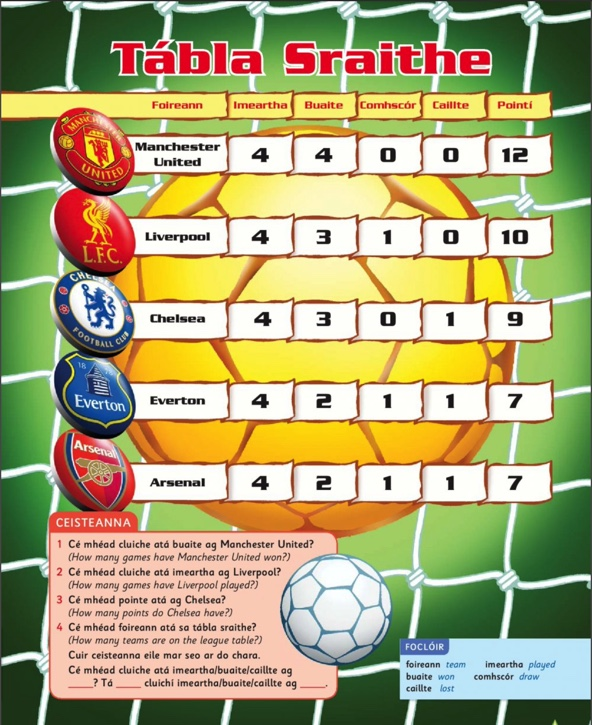 Tábla Sraithe
Foireann Imeartha Buaite Comhscór Caillte Pointí
MANCHESTER
UNITED
Manchester
United 4 4 0 0 12
L.F.C.
Liverpool 4 3 1 0 10
CHELSEA
FOOTBALL CLUB
Chelsea 4 3 0 1 9
18
Everton
Everton 4 2 1 1 7
Arsenal
Arsenal 4 2 1 1 7
CEISTEANNA
1 Cé mhéad cluiche atá buaite ag Manchester United?
(How many games have Manchester United won?)
2 Cé mhéad cluiche atá imeartha ag Liverpool?
(How many games have Liverpool played?)
3 Cé mhéad pointe atá ag Chelsea?
(How many points do Chelsea have?)
4 Cé mhéad foireann atá sa tábla sraithe?
(How many teams are on the league table?)
Cuir ceisteanna eile mar seo ar do chara.
Cé mhéad cluiche atá imeartha/buaite/caillte ag
____? Tá ____ cluichí imeartha/buaite/caillte ag ____.
FOCLÓIR
foireann team imeartha played
buaite won comhscór draw
caillte lost